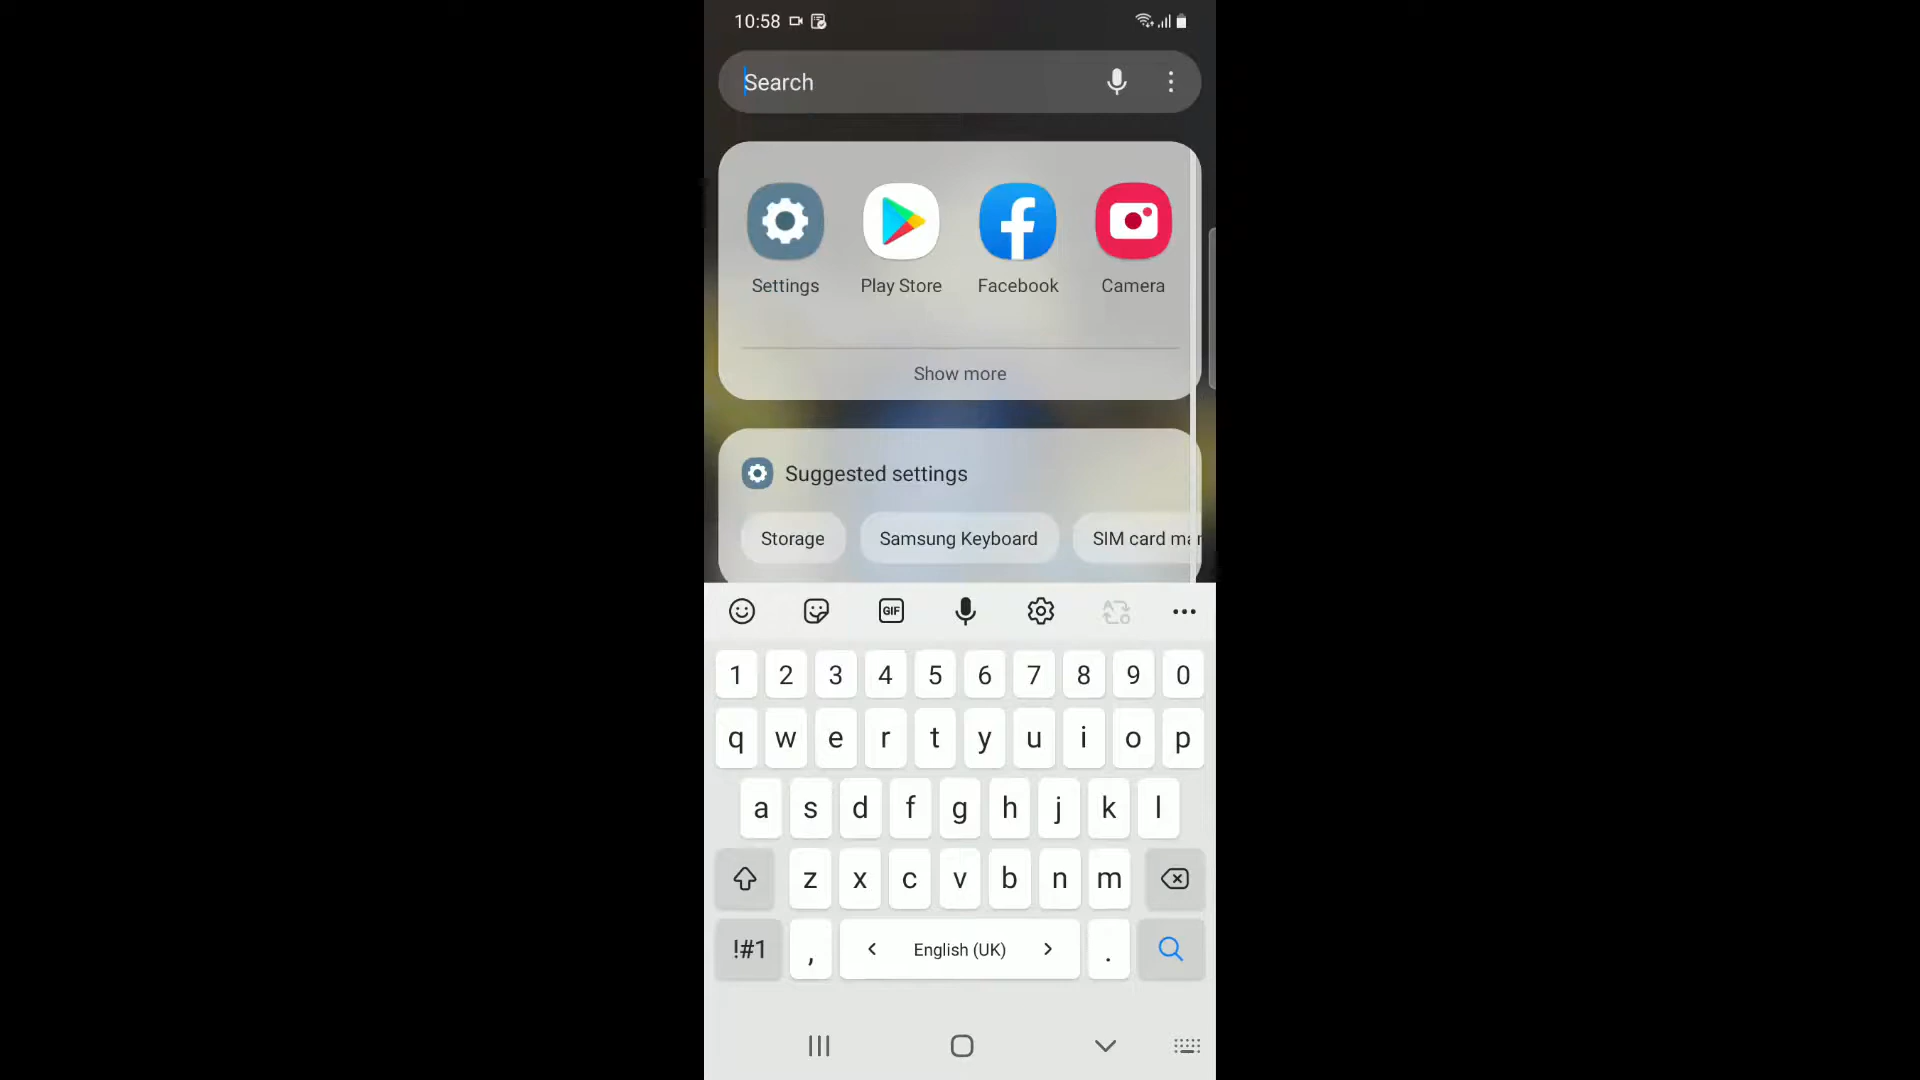 10:58
Search
Settings Play Store Facebook Camera
Show more
Suggested settings
Storage Samsung Keyboard SIM card ma
GIF
1 2 3 4 5 6 7 8 9 0
q w e r t y u i o p
a s d f g h j k l
z x c v b n m
!#1 , < English (UK) > .